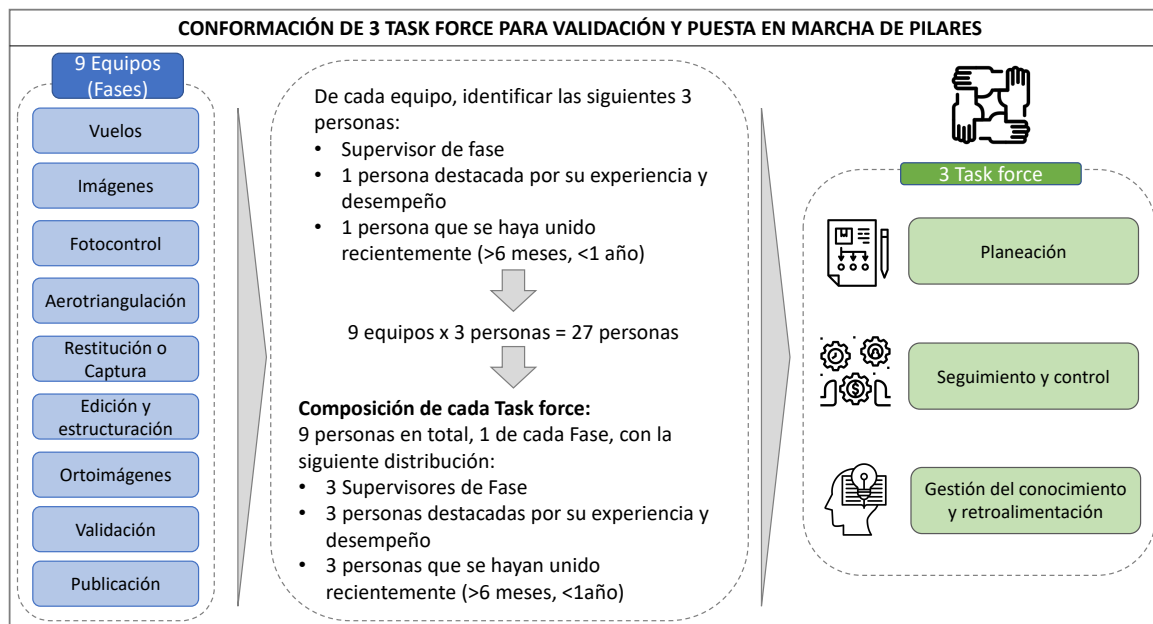 CONFORMACIÓN DE 3 TASK FORCE PARA VALIDACIÓN Y PUESTA EN MARCHA DE PILARES
9 Equipos
(Fases)
Vuelos
Imágenes
Fotocontrol
Aerotriangulación
Restitución o
Captura
Edición y
estructuración
Ortoimágenes
Validación
Publicación
De cada equipo, identificar las siguientes 3
personas:
• Supervisor de fase
• 1 persona destacada por su experiencia y
desempeño
• 1 persona que se haya unido
recientemente (>6 meses, <1 año)
9 equipos x 3 personas = 27 personas
Composición de cada Task force:
9 personas en total, 1 de cada Fase, con la
siguiente distribución:
• 3 Supervisores de Fase
• 3 personas destacadas por su experiencia y
desempeño
• 3 personas que se hayan unido
recientemente (>6 meses, <1año)
3 Task force
Planeación
Seguimiento y control
Gestión del conocimiento
y retroalimentación